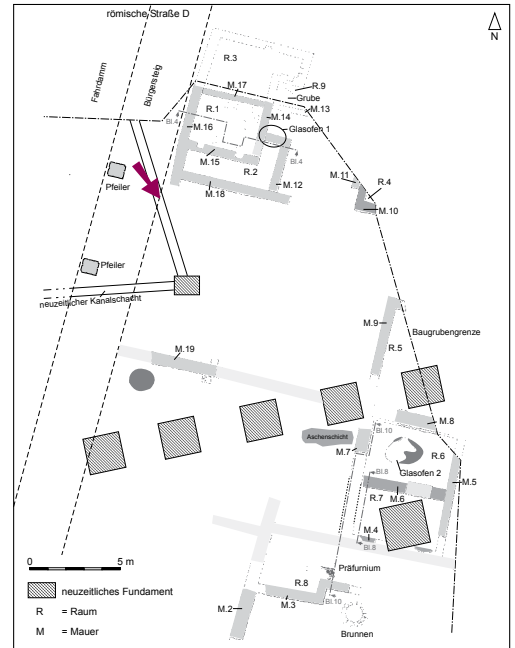 römische Straße D
N
Fahrdamm
Bürgersteig
R.3
M.17
R.9
Grube
M.13
R.1
M.14
Glasofen 1
Bl.4
M.16
Bl.4
M.15
R.2
M.12
M.18
M.11
R.4
M.10
Pfeiler
Pfeiler
neuzeitlicher Kanalschacht
M.9
Baugrubengrenze
R.5
M.19
M.8
Bl.10
Aschenschicht
M.7
R.6
Glasofen 2
M.5
Bl.8
R.7
M.6
M.4
Bl.8
Präfurnium
R.8
M.2
M.3
Bl.10
Brunnen
0 5 m
neuzeitliches Fundament
R = Raum
M = Mauer